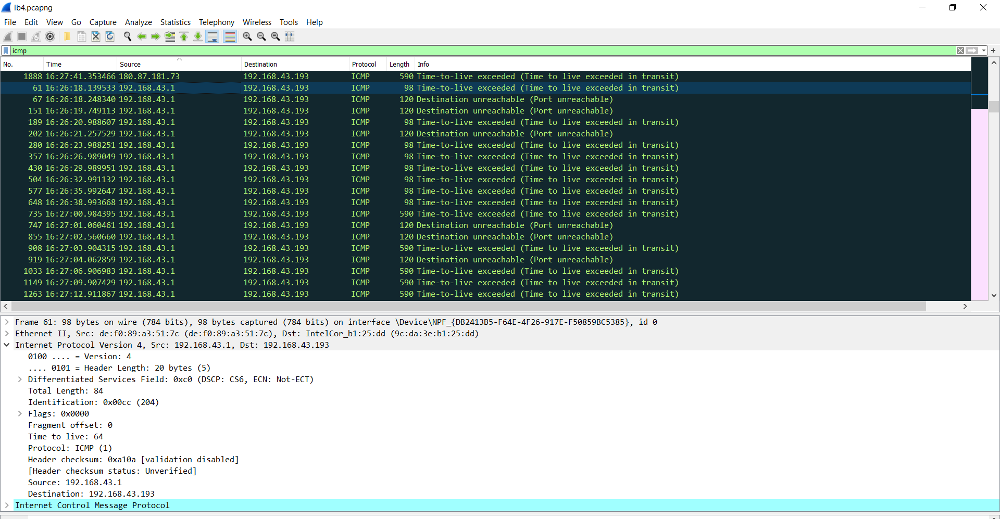 lb4.pcapng
File Edit View Go Capture Analyze Statistics Telephony Wireless Tools Help
icmp
No. Time Source Destination Protocol Length Info
1888 16:27:41.353466 180.87.181.73 192.168.43.193 ICMP 590 Time-to-live exceeded (Time to live exceeded in transit)
61 16:26:18.139533 192.168.43.1 192.168.43.193 ICMP 98 Time-to-live exceeded (Time to live exceeded in transit)
67 16:26:18.248340 192.168.43.1 192.168.43.193 ICMP 120 Destination unreachable (Port unreachable)
151 16:26:19.749113 192.168.43.1 192.168.43.193 ICMP 120 Destination unreachable (Port unreachable)
189 16:26:20.988607 192.168.43.1 192.168.43.193 ICMP 98 Time-to-live exceeded (Time to live exceeded in transit)
202 16:26:21.257529 192.168.43.1 192.168.43.193 ICMP 120 Destination unreachable (Port unreachable)
280 16:26:23.988251 192.168.43.1 192.168.43.193 ICMP 98 Time-to-live exceeded (Time to live exceeded in transit)
357 16:26:26.989049 192.168.43.1 192.168.43.193 ICMP 98 Time-to-live exceeded (Time to live exceeded in transit)
430 16:26:29.989951 192.168.43.1 192.168.43.193 ICMP 98 Time-to-live exceeded (Time to live exceeded in transit)
504 16:26:32.991132 192.168.43.1 192.168.43.193 ICMP 98 Time-to-live exceeded (Time to live exceeded in transit)
577 16:26:35.992647 192.168.43.1 192.168.43.193 ICMP 98 Time-to-live exceeded (Time to live exceeded in transit)
648 16:26:38.993668 192.168.43.1 192.168.43.193 ICMP 98 Time-to-live exceeded (Time to live exceeded in transit)
735 16:27:00.984395 192.168.43.1 192.168.43.193 ICMP 590 Time-to-live exceeded (Time to live exceeded in transit)
747 16:27:01.060461 192.168.43.1 192.168.43.193 ICMP 120 Destination unreachable (Port unreachable)
855 16:27:02.560660 192.168.43.1 192.168.43.193 ICMP 120 Destination unreachable (Port unreachable)
908 16:27:03.904315 192.168.43.1 192.168.43.193 ICMP 590 Time-to-live exceeded (Time to live exceeded in transit)
919 16:27:04.062859 192.168.43.1 192.168.43.193 ICMP 120 Destination unreachable (Port unreachable)
1033 16:27:06.906983 192.168.43.1 192.168.43.193 ICMP 590 Time-to-live exceeded (Time to live exceeded in transit)
1149 16:27:09.907429 192.168.43.1 192.168.43.193 ICMP 590 Time-to-live exceeded (Time to live exceeded in transit)
1263 16:27:12.911867 192.168.43.1 192.168.43.193 ICMP 590 Time-to-live exceeded (Time to live exceeded in transit)
Frame 61: 98 bytes on wire (784 bits), 98 bytes captured (784 bits) on interface \Device\NPF_{DB2413B5-F64E-4F26-917E-F50859BC5385}, id 0
Ethernet II, Src: de:f0:89:a3:51:7c (de:f0:89:a3:51:7c), Dst: IntelCor_b1:25:dd (9c:da:3e:b1:25:dd)
Internet Protocol Version 4, Src: 192.168.43.1, Dst: 192.168.43.193
0100 .... = Version: 4
.... 0101 = Header Length: 20 bytes (5)
Differentiated Services Field: 0xc0 (DSCP: CS6, ECN: Not-ECT)
Total Length: 84
Identification: 0x00cc (204)
Flags: 0x0000
Fragment offset: 0
Time to live: 64
Protocol: ICMP (1)
Header checksum: 0xa10a [validation disabled]
[Header checksum status: Unverified]
Source: 192.168.43.1
Destination: 192.168.43.193
Internet Control Message Protocol